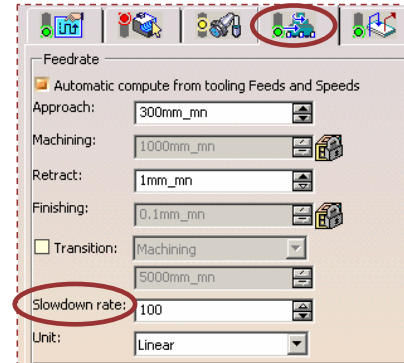 Feedrate
Automatic compute from tooling Feeds and Speeds
Approach: 300mm_mn
Machining: 1000mm_mn
Retract: 1mm_mn
Finishing: 0.1mm_mn
Transition: Machining
5000mm_mn
Slowdown rate: 100
Unit: Linear